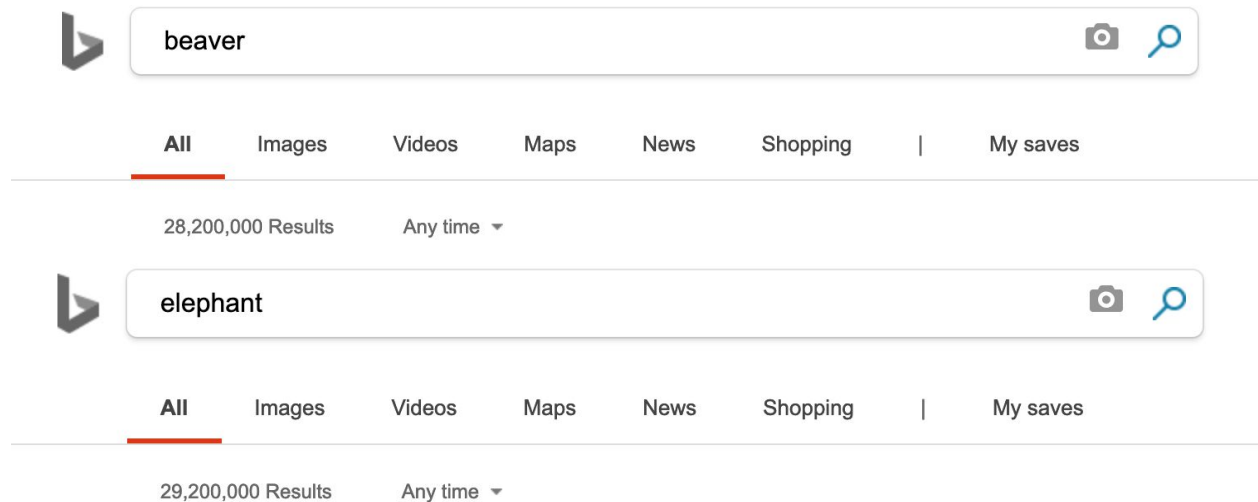 beaver
All Images Videos Maps News Shopping | My saves
28,200,000 Results Any time
elephant
All Images Videos Maps News Shopping | My saves
29,200,000 Results Any time